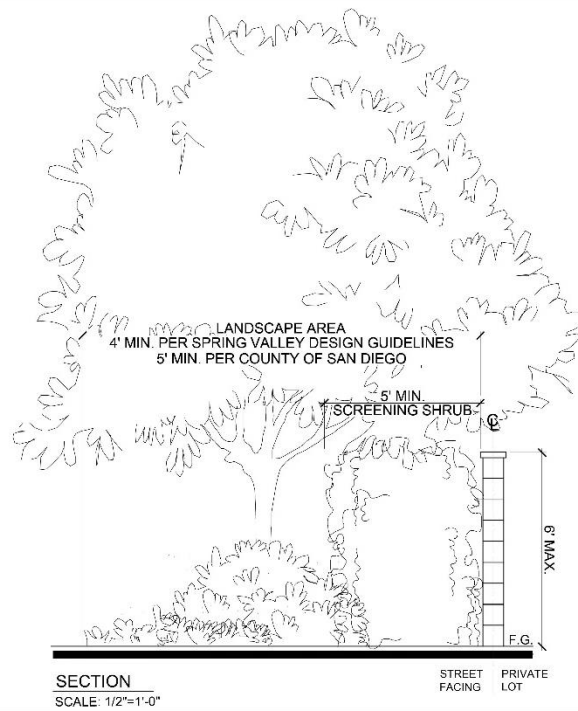 LANDSCAPE AREA
4' MIN. PER SPRING VALLEY DESIGN GUIDELINES
5' MIN. PER COUNTY OF SAN DIEGO
5' MIN.
SCREENING SHRUB
℄
6' MAX.
F.G.
STREET FACING
PRIVATE LOT
SECTION
SCALE: 1/2"=1'-0"